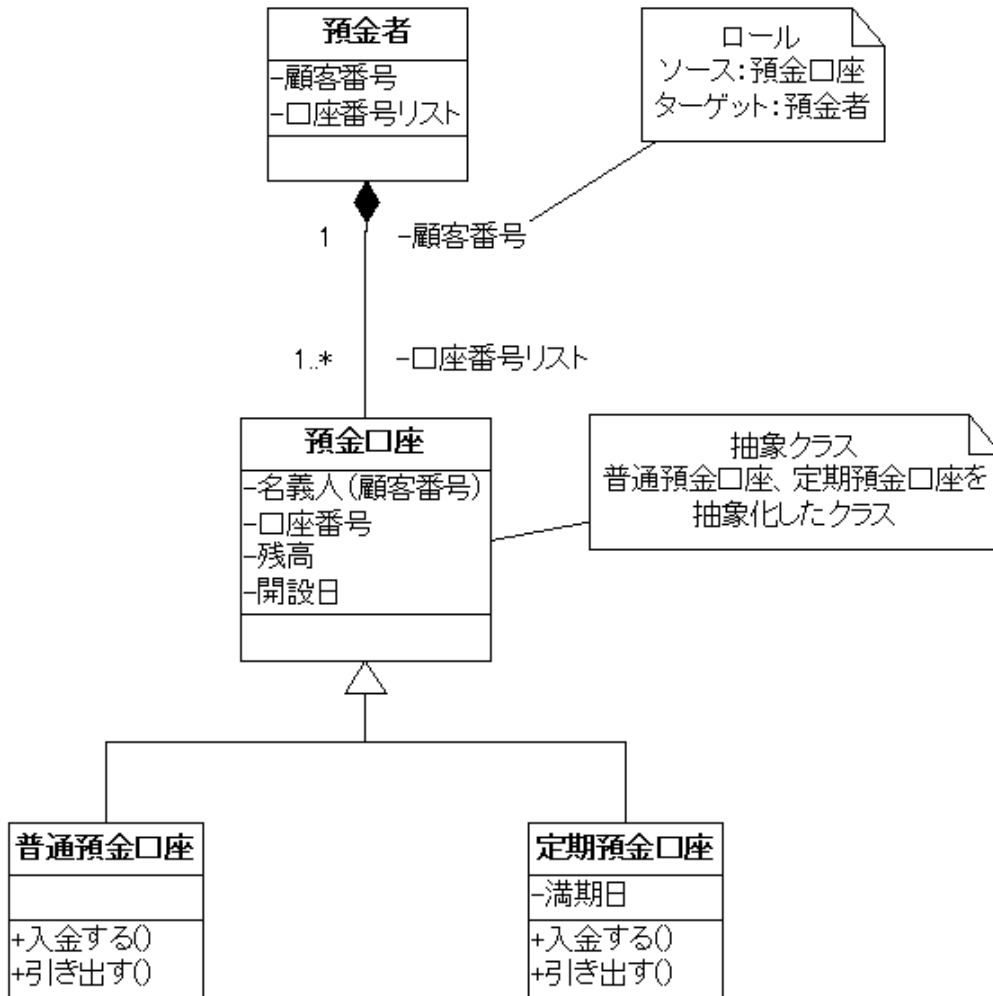 預金者
-顧客番号
-口座番号リスト
ロール
ソース:預金口座
ターゲット:預金者
1
-顧客番号
1..*
-口座番号リスト
預金口座
-名義人(顧客番号)
-口座番号
-残高
-開設日
抽象クラス
普通預金口座、定期預金口座を
抽象化したクラス
普通預金口座
+入金する()
+引き出す()
定期預金口座
-満期日
+入金する()
+引き出す()